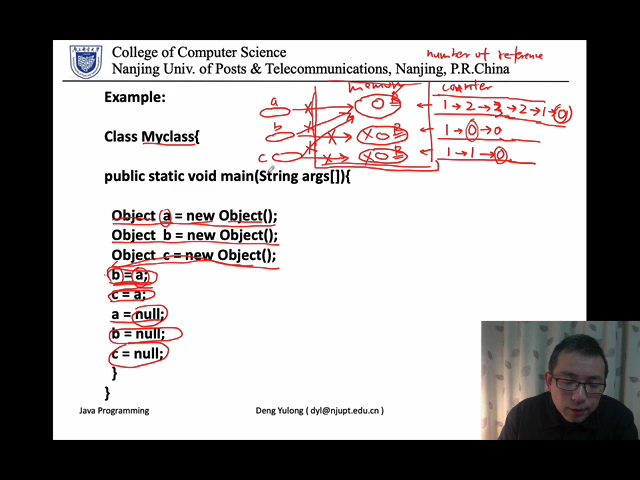 College of Computer Science
Nanjing Univ. of Posts & Telecommunications, Nanjing, P.R.China
number of reference
memory
counter
Example:
a
O B
← 1 → 2 → 3 → 2 → 1 → 0
Class Myclass{
b
X O B
← 1 → 0 → 0
c
X O B
← 1 → 1 → 0
public static void main(String args[]){
Object a = new Object();
Object b = new Object();
Object c = new Object();
b = a;
c = a;
a = null;
b = null;
c = null;
}
}
Java Programming
Deng Yulong ( dyl@njupt.edu.cn )